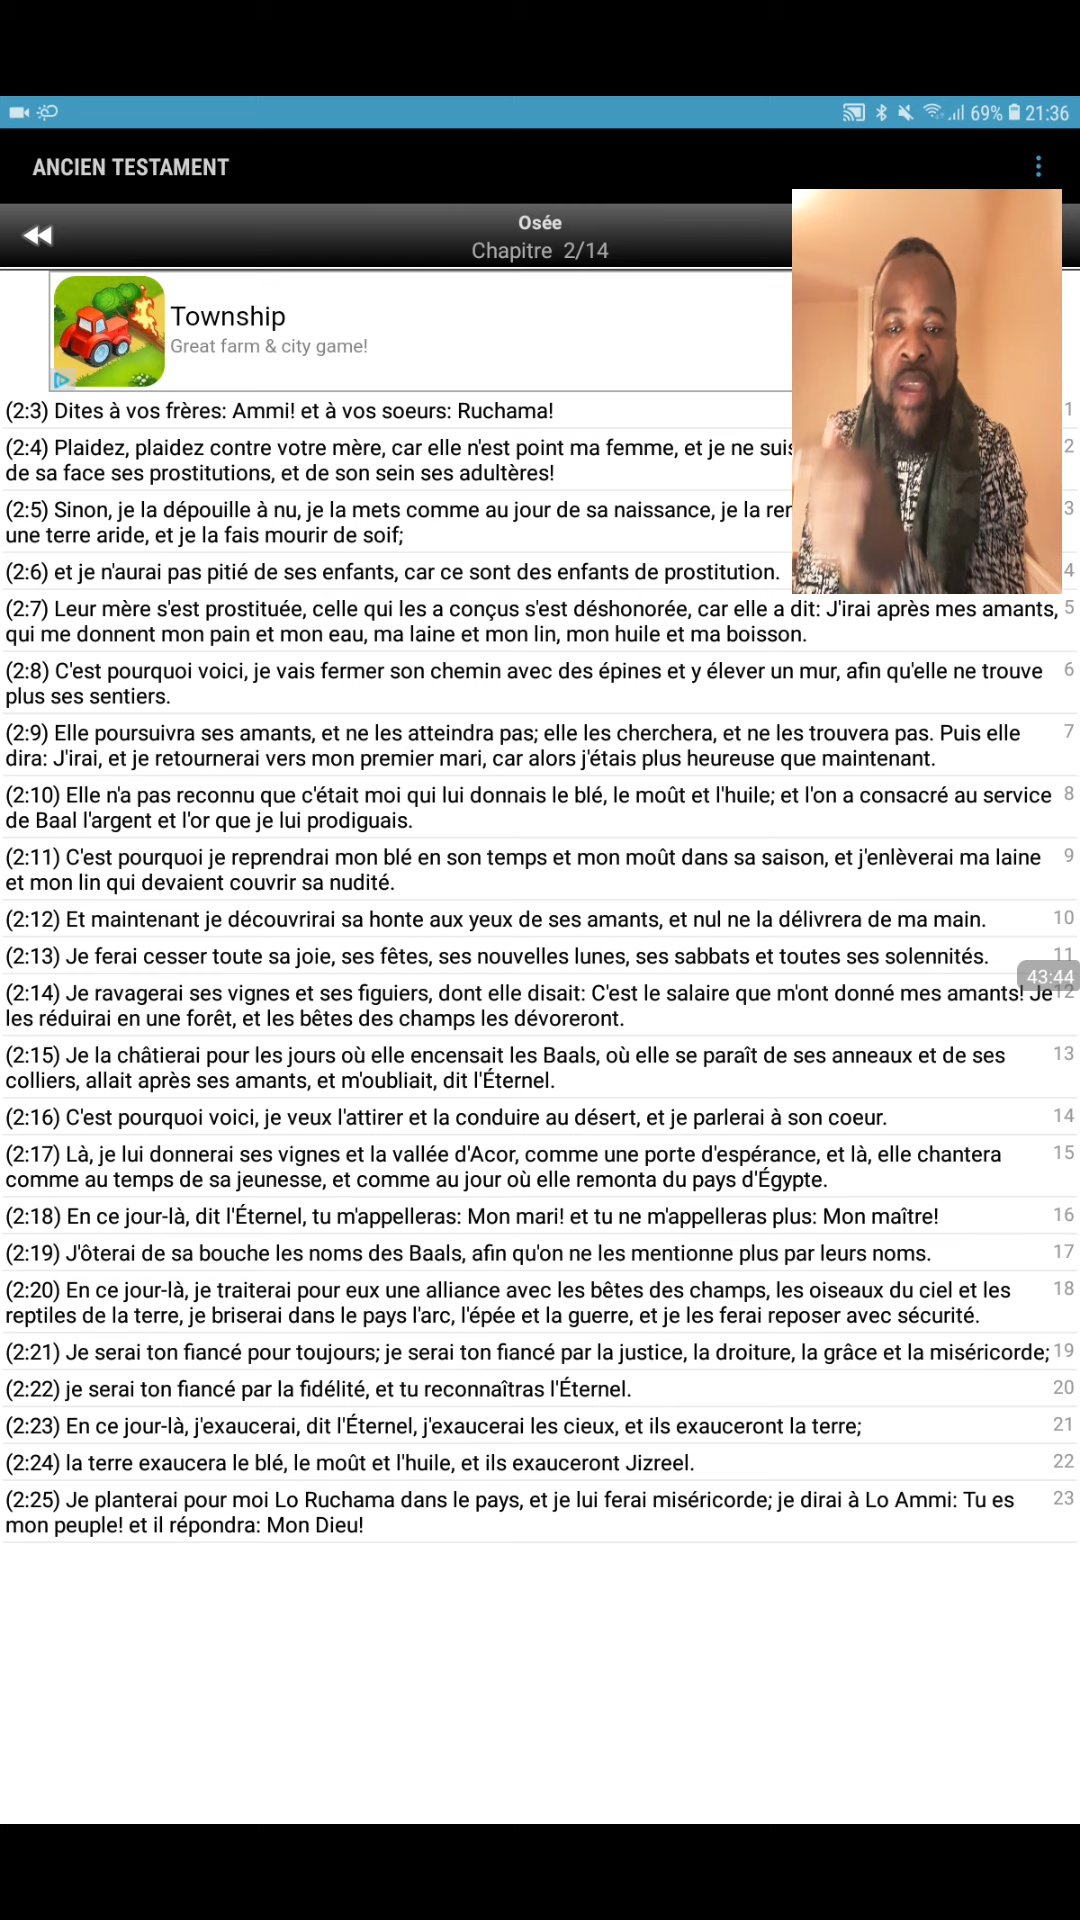 69% 21:36
ANCIEN TESTAMENT
Osée
Chapitre 2/14
Township
Great farm & city game!
(2:3) Dites à vos frères: Ammi! et à vos soeurs: Ruchama! 1
(2:4) Plaidez, plaidez contre votre mère, car elle n'est point ma femme, et je ne suis 2
de sa face ses prostitutions, et de son sein ses adultères!
(2:5) Sinon, je la dépouille à nu, je la mets comme au jour de sa naissance, je la 3
une terre aride, et je la fais mourir de soif;
(2:6) et je n'aurai pas pitié de ses enfants, car ce sont des enfants de prostitution. 4
(2:7) Leur mère s'est prostituée, celle qui les a conçus s'est déshonorée, car elle a dit: J'irai après mes amants, 5
qui me donnent mon pain et mon eau, ma laine et mon lin, mon huile et ma boisson.
(2:8) C'est pourquoi voici, je vais fermer son chemin avec des épines et y élever un mur, afin qu'elle ne trouve 6
plus ses sentiers.
(2:9) Elle poursuivra ses amants, et ne les atteindra pas; elle les cherchera, et ne les trouvera pas. Puis elle 7
dira: J'irai, et je retournerai vers mon premier mari, car alors j'étais plus heureuse que maintenant.
(2:10) Elle n'a pas reconnu que c'était moi qui lui donnais le blé, le moût et l'huile; et l'on a consacré au service 8
de Baal l'argent et l'or que je lui prodiguais.
(2:11) C'est pourquoi je reprendrai mon blé en son temps et mon moût dans sa saison, et j'enlèverai ma laine 9
et mon lin qui devaient couvrir sa nudité.
(2:12) Et maintenant je découvrirai sa honte aux yeux de ses amants, et nul ne la délivrera de ma main. 10
(2:13) Je ferai cesser toute sa joie, ses fêtes, ses nouvelles lunes, ses sabbats et toutes ses solennités. 11
43:44
(2:14) Je ravagerai ses vignes et ses figuiers, dont elle disait: C'est le salaire que m'ont donné mes amants! Je 12
les réduirai en une forêt, et les bêtes des champs les dévoreront.
(2:15) Je la châtierai pour les jours où elle encensait les Baals, où elle se paraît de ses anneaux et de ses 13
colliers, allait après ses amants, et m'oubliait, dit l'Éternel.
(2:16) C'est pourquoi voici, je veux l'attirer et la conduire au désert, et je parlerai à son coeur. 14
(2:17) Là, je lui donnerai ses vignes et la vallée d'Acor, comme une porte d'espérance, et là, elle chantera 15
comme au temps de sa jeunesse, et comme au jour où elle remonta du pays d'Égypte.
(2:18) En ce jour-là, dit l'Éternel, tu m'appelleras: Mon mari! et tu ne m'appelleras plus: Mon maître! 16
(2:19) J'ôterai de sa bouche les noms des Baals, afin qu'on ne les mentionne plus par leurs noms. 17
(2:20) En ce jour-là, je traiterai pour eux une alliance avec les bêtes des champs, les oiseaux du ciel et les 18
reptiles de la terre, je briserai dans le pays l'arc, l'épée et la guerre, et je les ferai reposer avec sécurité.
(2:21) Je serai ton fiancé pour toujours; je serai ton fiancé par la justice, la droiture, la grâce et la miséricorde; 19
(2:22) je serai ton fiancé par la fidélité, et tu reconnaîtras l'Éternel. 20
(2:23) En ce jour-là, j'exaucerai, dit l'Éternel, j'exaucerai les cieux, et ils exauceront la terre; 21
(2:24) la terre exaucera le blé, le moût et l'huile, et ils exauceront Jizreel. 22
(2:25) Je planterai pour moi Lo Ruchama dans le pays, et je lui ferai miséricorde; je dirai à Lo Ammi: Tu es 23
mon peuple! et il répondra: Mon Dieu!